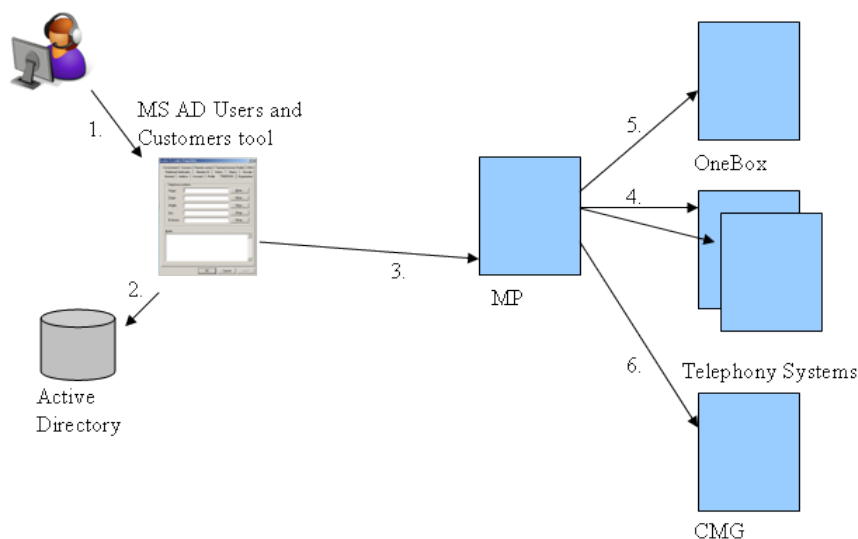 MS AD Users and
Customers tool
1.
5.
OneBox
4.
3.
MP
2.
6.
Telephony Systems
Active
Directory
CMG